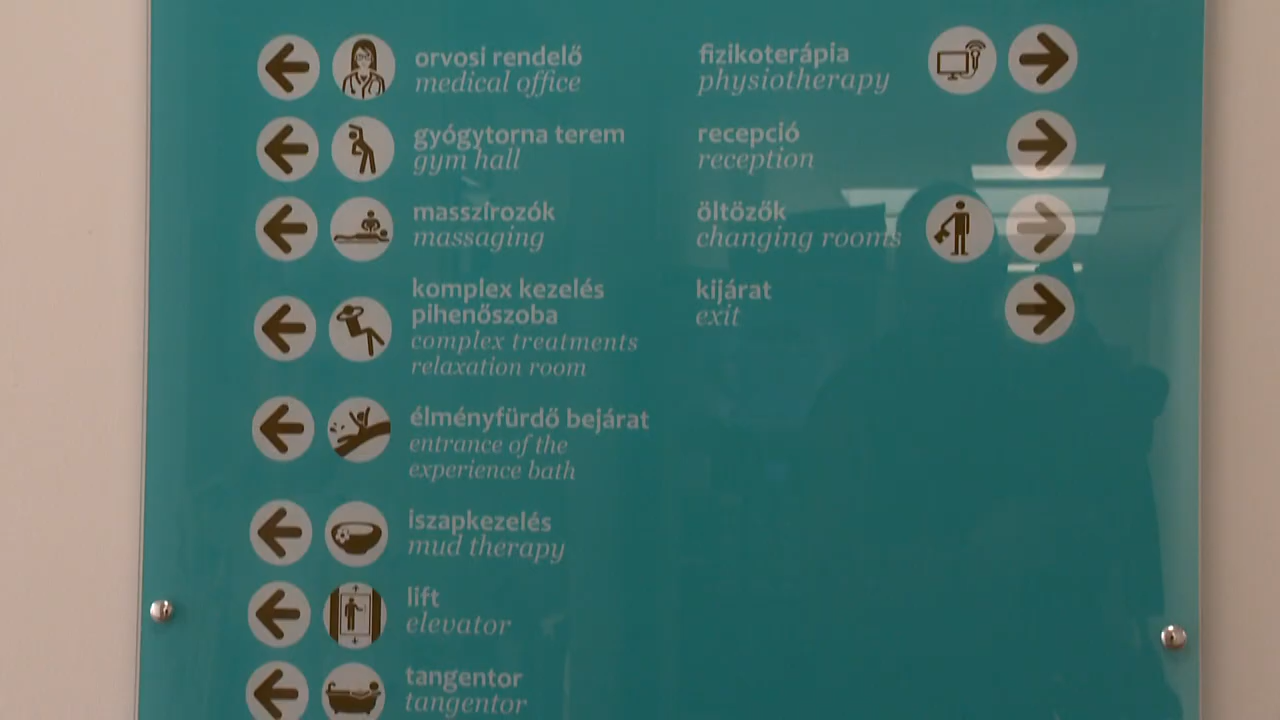 orvosi rendelő
medical office
gyógytorna terem
gym hall
masszírozók
massaging
komplex kezelés
pihenőszoba
complex treatments
relaxation room
élményfürdő bejárat
entrance of the
experience bath
iszapkezelés
mud therapy
lift
elevator
tangentor
tangentor
fizikoterápia
physiotherapy
recepció
reception
öltözők
changing rooms
kijárat
exit